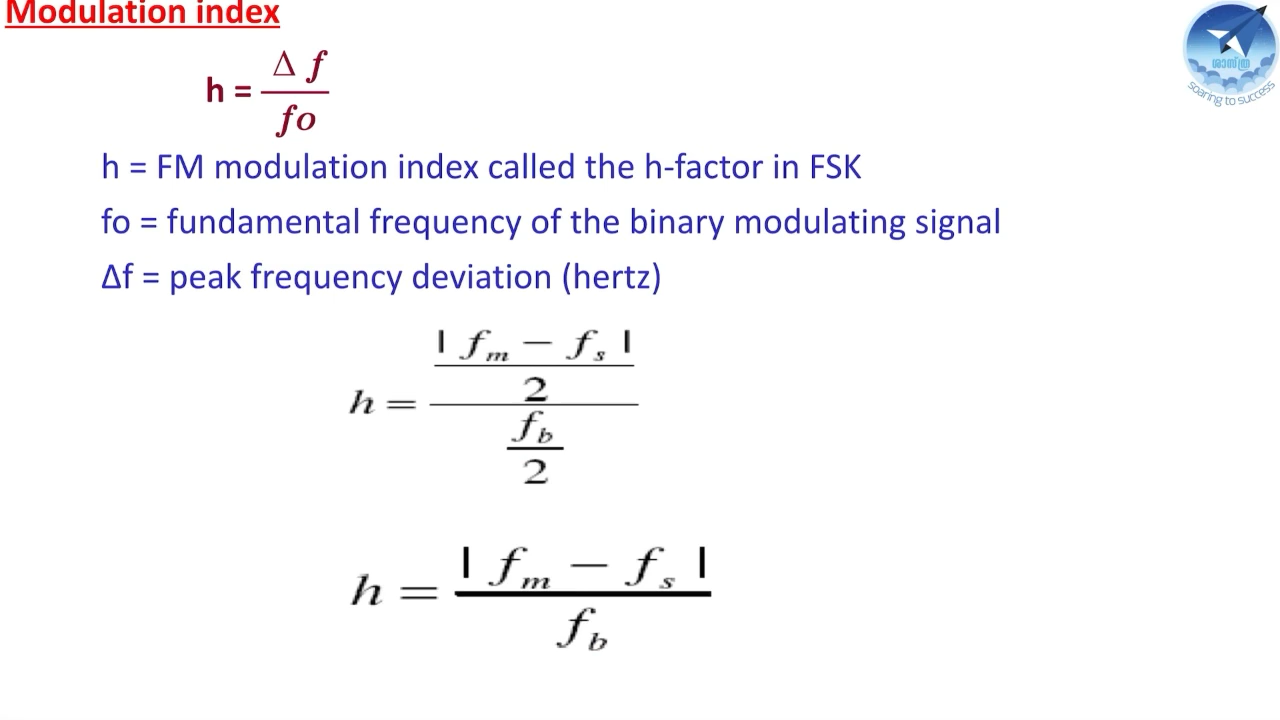 Modulation index
h = Δ f / fo
h = FM modulation index called the h-factor in FSK
fo = fundamental frequency of the binary modulating signal
Δf = peak frequency deviation (hertz)
h = (| fm − fs | / 2) / (fb / 2)
h = | fm − fs | / fb
ശാസ്ത്ര
soaring to success